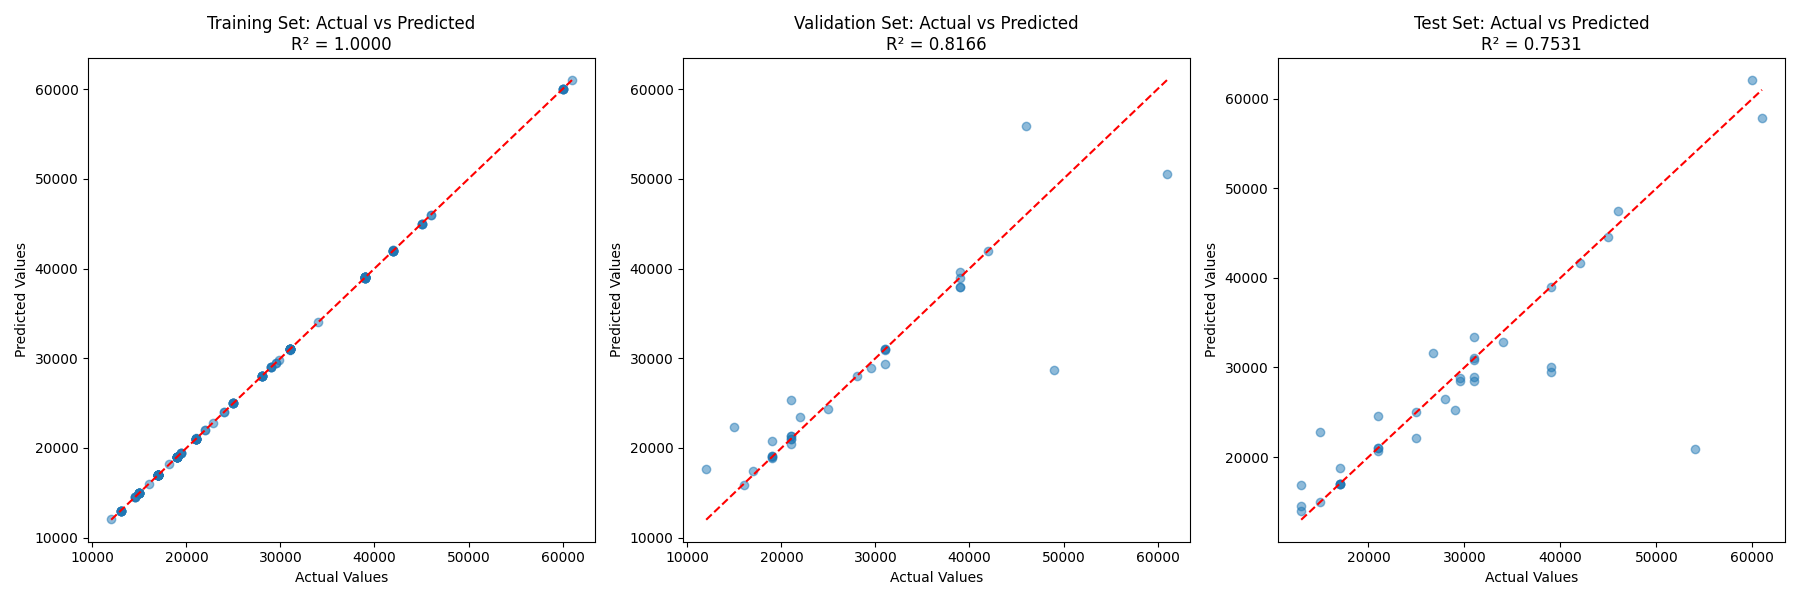 Training Set: Actual vs Predicted
R² = 1.0000
60000
50000
40000
30000
20000
10000
Predicted Values
10000 20000 30000 40000 50000 60000
Actual Values
Validation Set: Actual vs Predicted
R² = 0.8166
60000
50000
40000
30000
20000
10000
Predicted Values
10000 20000 30000 40000 50000 60000
Actual Values
Test Set: Actual vs Predicted
R² = 0.7531
60000
50000
40000
30000
20000
Predicted Values
20000 30000 40000 50000 60000
Actual Values